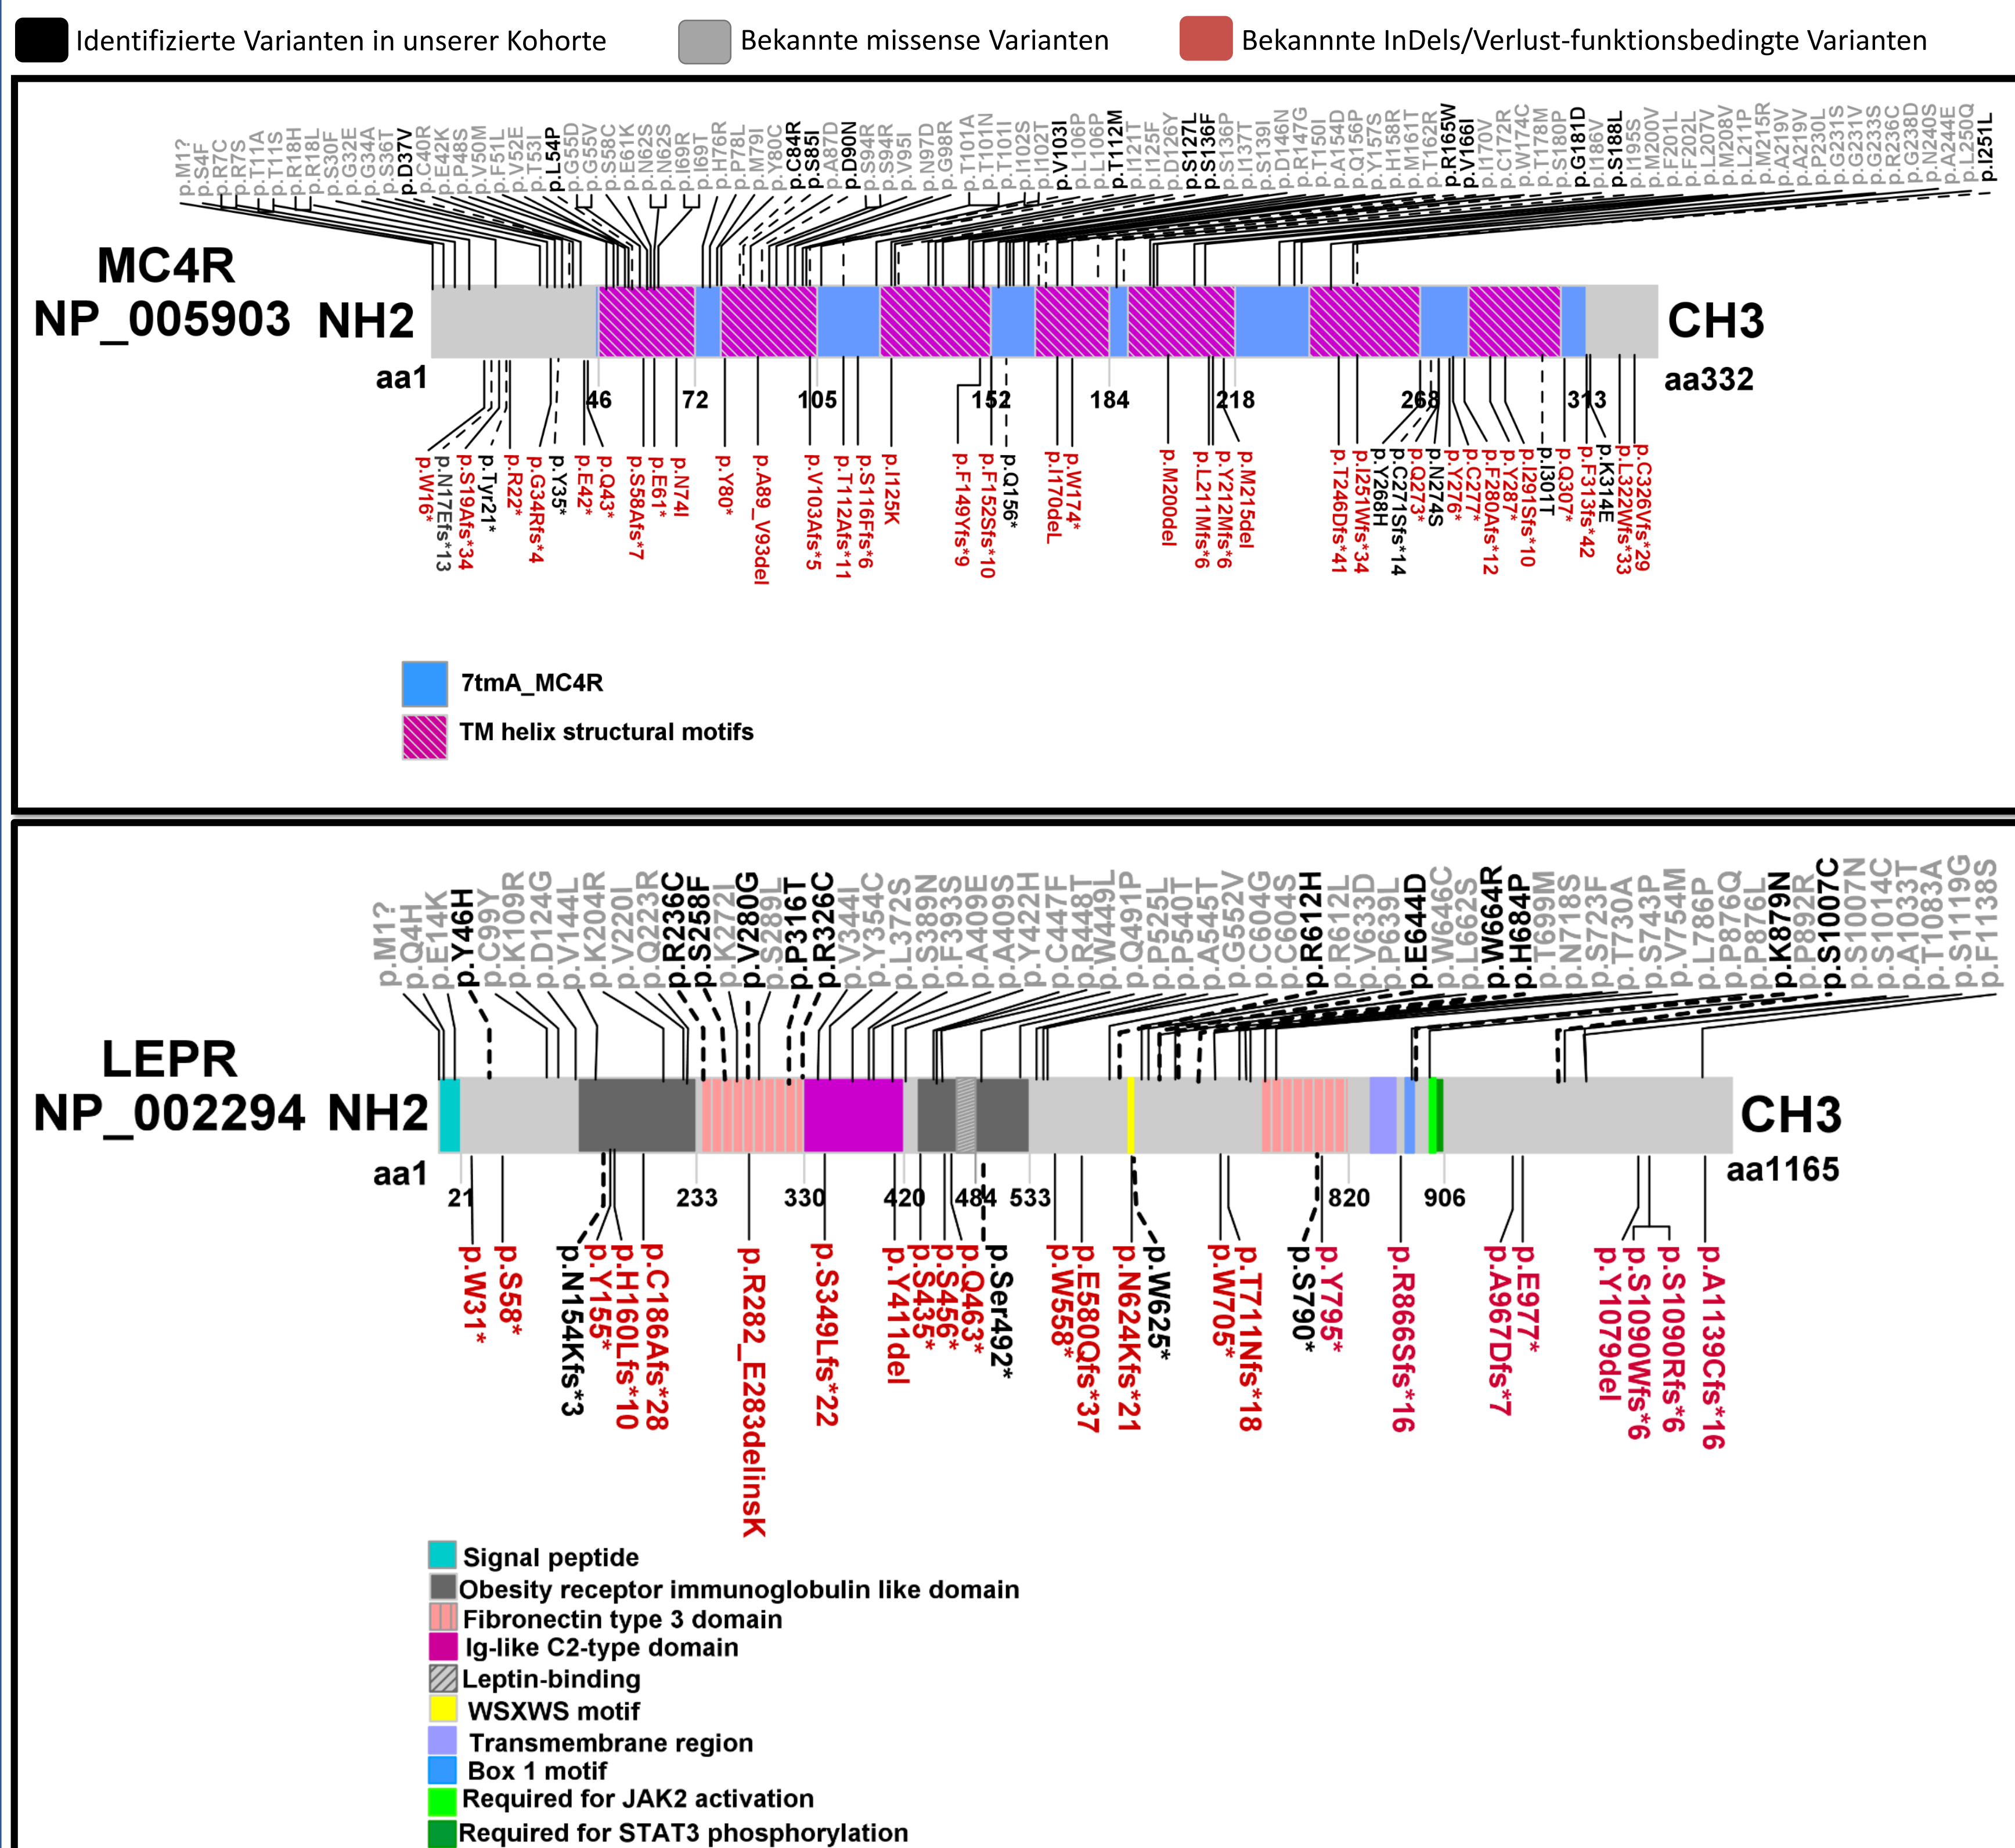 Identifizierte Varianten in unserer Kohorte
Bekannte missense Varianten
Bekannnte InDels/Verlust-funktionsbedingte Varianten
p.M1?
p.S4F
p.R7C
p.R7S
p.T11A
p.T11S
p.R18H
p.R18L
p.S30F
p.G32E
p.G34A
p.S36T
p.D37V
p.C40R
p.E42K
p.P48S
p.V50M
p.F51L
p.V52E
p.T53I
p.L54P
p.G55D
p.G55V
p.S58C
p.E61K
p.N62S
p.N62S
p.I69R
p.I69T
p.H76R
p.P78L
p.M79I
p.Y80C
p.C84R
p.S85I
p.A87D
p.D90N
p.S94R
p.S94R
p.V95I
p.N97D
p.G98R
p.T101A
p.T101N
p.T101I
p.I102S
p.I102T
p.V103I
p.L106P
p.L106P
p.T112M
p.I121T
p.I125F
p.D126Y
p.S127L
p.S136F
p.S136P
p.I137T
p.S139I
p.D146N
p.R147G
p.T150I
p.A154D
p.Q156P
p.Y157S
p.H158R
p.M161T
p.T162R
p.R165W
p.V166I
p.I170V
p.C172R
p.W174C
p.T178M
p.S180P
p.G181D
p.I186V
p.S188L
p.I195S
p.M200V
p.F201L
p.F202L
p.L207V
p.M208V
p.L211P
p.M215R
p.A219V
p.A219V
p.P230L
p.G231S
p.G231V
p.G233S
p.R236C
p.G238D
p.N240S
p.A244E
p.L250Q
p.I251L
MC4R
NP_005903
NH2
CH3
aa1
aa332
46
72
105
152
184
218
268
313
p.W16*
p.N17Efs*13
p.S19Afs*34
p.Tyr21*
p.R22*
p.G34Rfs*4
p.Y35*
p.E42*
p.Q43*
p.S58Afs*7
p.E61*
p.N74I
p.Y80*
p.A89_V93del
p.V103Afs*5
p.T112Afs*11
p.S116Ffs*6
p.I125K
p.F149Yfs*9
p.F152Sfs*10
p.Q156*
p.I170deL
p.W174*
p.M200del
p.L211Mfs*6
p.Y212Mfs*6
p.M215del
p.T246Dfs*41
p.I251Wfs*34
p.Y268H
p.C271Sfs*14
p.Q273*
p.N274S
p.Y276*
p.C277*
p.F280Afs*12
p.Y287*
p.I291Sfs*10
p.I301T
p.Q307*
p.F313fs*42
p.K314E
p.L322Wfs*33
p.C326Vfs*29
7tmA_MC4R
TM helix structural motifs
p.M1?
p.Q4H
p.E14K
p.Y46H
p.C99Y
p.K109R
p.D124G
p.V144L
p.K204R
p.V220I
p.Q223R
p.R236C
p.S258F
p.K272I
p.V280G
p.S289L
p.P316T
p.R326C
p.V344I
p.Y354C
p.L372S
p.S389N
p.F393S
p.A409E
p.A409S
p.Y422H
p.C447F
p.R448T
p.W449L
p.Q491P
p.P525L
p.P540T
p.A545T
p.G552V
p.C604G
p.C604S
p.R612H
p.R612L
p.V633D
p.P639L
p.E644D
p.W646C
p.L662S
p.W664R
p.H684P
p.T699M
p.N718S
p.S723F
p.T730A
p.S743P
p.V754M
p.L786P
p.P876Q
p.P876L
p.K879N
p.P892R
p.S1007C
p.S1007N
p.S1014C
p.A1033T
p.T1083A
p.S1119G
p.F1138S
LEPR
NP_002294
NH2
CH3
aa1
aa1165
21
233
330
420
484
533
820
906
p.W31*
p.S58*
p.N154Kfs*3
p.Y155*
p.H160Lfs*10
p.C186Afs*28
p.R282_E283delinsK
p.S349Lfs*22
p.Y411del
p.S435*
p.S456*
p.Q463*
p.Ser492*
p.W558*
p.E580Qfs*37
p.N624Kfs*21
p.W625*
p.W705*
p.T711Nfs*18
p.S790*
p.Y795*
p.R866Sfs*16
p.A967Dfs*7
p.E977*
p.Y1079del
p.S1090Wfs*6
p.S1090Rfs*6
p.A1139Cfs*16
Signal peptide
Obesity receptor immunoglobulin like domain
Fibronectin type 3 domain
Ig-like C2-type domain
Leptin-binding
WSXWS motif
Transmembrane region
Box 1 motif
Required for JAK2 activation
Required for STAT3 phosphorylation